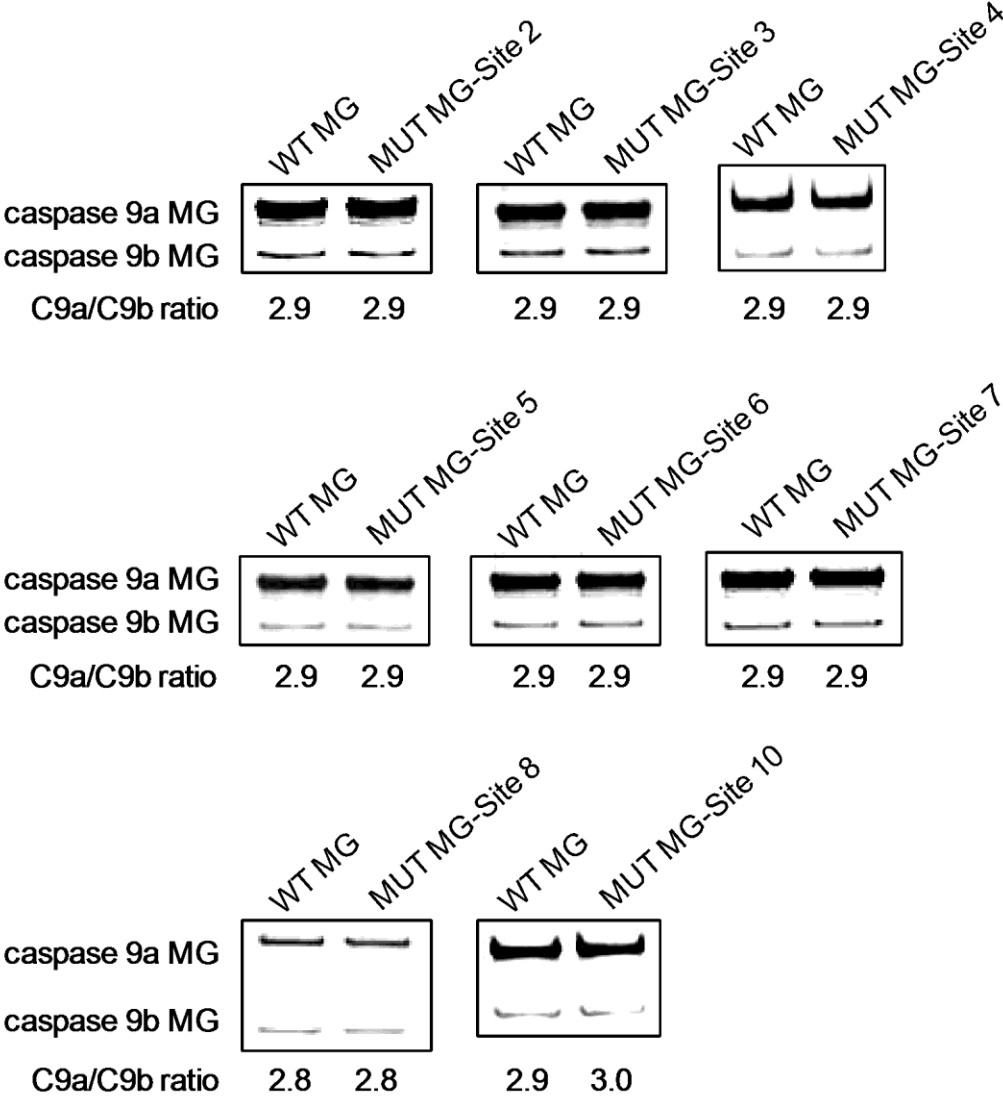 WT MG
MUT MG-Site 2
WT MG
MUT MG-Site 3
WT MG
MUT MG-Site 4
caspase 9a MG
caspase 9b MG
C9a/C9b ratio 2.9 2.9 2.9 2.9 2.9 2.9
WT MG
MUT MG-Site 5
WT MG
MUT MG-Site 6
WT MG
MUT MG-Site 7
caspase 9a MG
caspase 9b MG
C9a/C9b ratio 2.9 2.9 2.9 2.9 2.9 2.9
WT MG
MUT MG-Site 8
WT MG
MUT MG-Site 10
caspase 9a MG
caspase 9b MG
C9a/C9b ratio 2.8 2.8 2.9 3.0